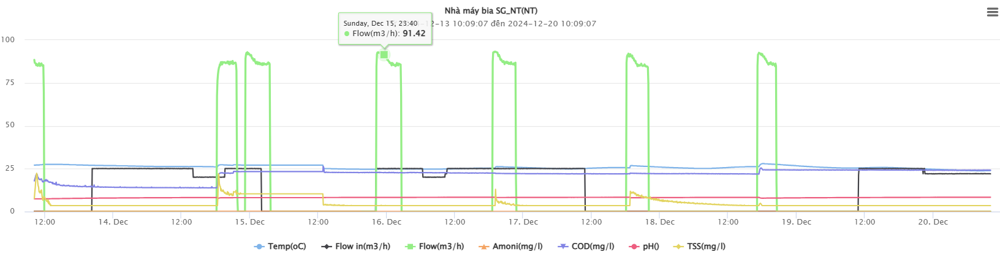 Nhà máy bia SG_NT(NT)
12-13 10:09:07 đến 2024-12-20 10:09:07
Sunday, Dec 15, 23:40
Flow(m3/h): 91.42
100
75
50
25
0
12:00 14. Dec 12:00 15. Dec 12:00 16. Dec 12:00 17. Dec 12:00 18. Dec 12:00 19. Dec 12:00 20. Dec
Temp(oC) Flow in(m3/h) Flow(m3/h) Amoni(mg/l) COD(mg/l) pH() TSS(mg/l)